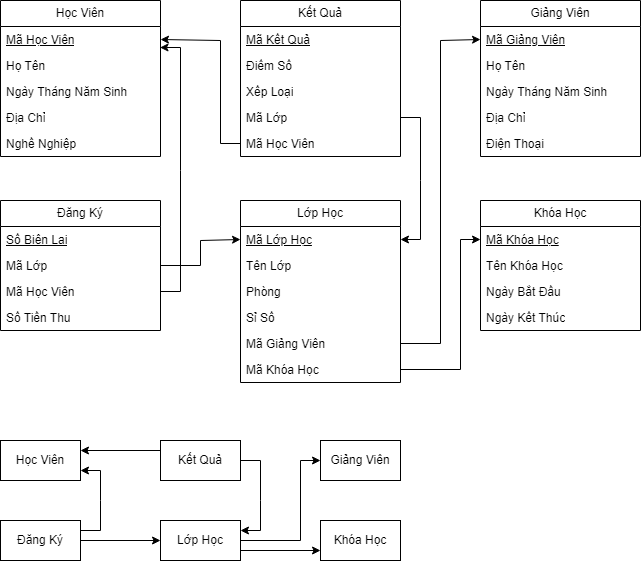 Học Viên
Mã Học Viên
Họ Tên
Ngày Tháng Năm Sinh
Địa Chỉ
Nghề Nghiệp
Kết Quả
Mã Kết Quả
Điểm Số
Xếp Loại
Mã Lớp
Mã Học Viên
Giảng Viên
Mã Giảng Viên
Họ Tên
Ngày Tháng Năm Sinh
Địa Chỉ
Điện Thoại
Đăng Ký
Số Biên Lai
Mã Lớp
Mã Học Viên
Số Tiền Thu
Lớp Học
Mã Lớp Học
Tên Lớp
Phòng
Sỉ Số
Mã Giảng Viên
Mã Khóa Học
Khóa Học
Mã Khóa Học
Tên Khóa Học
Ngày Bắt Đầu
Ngày Kết Thúc
Học Viên
Kết Quả
Giảng Viên
Đăng Ký
Lớp Học
Khóa Học